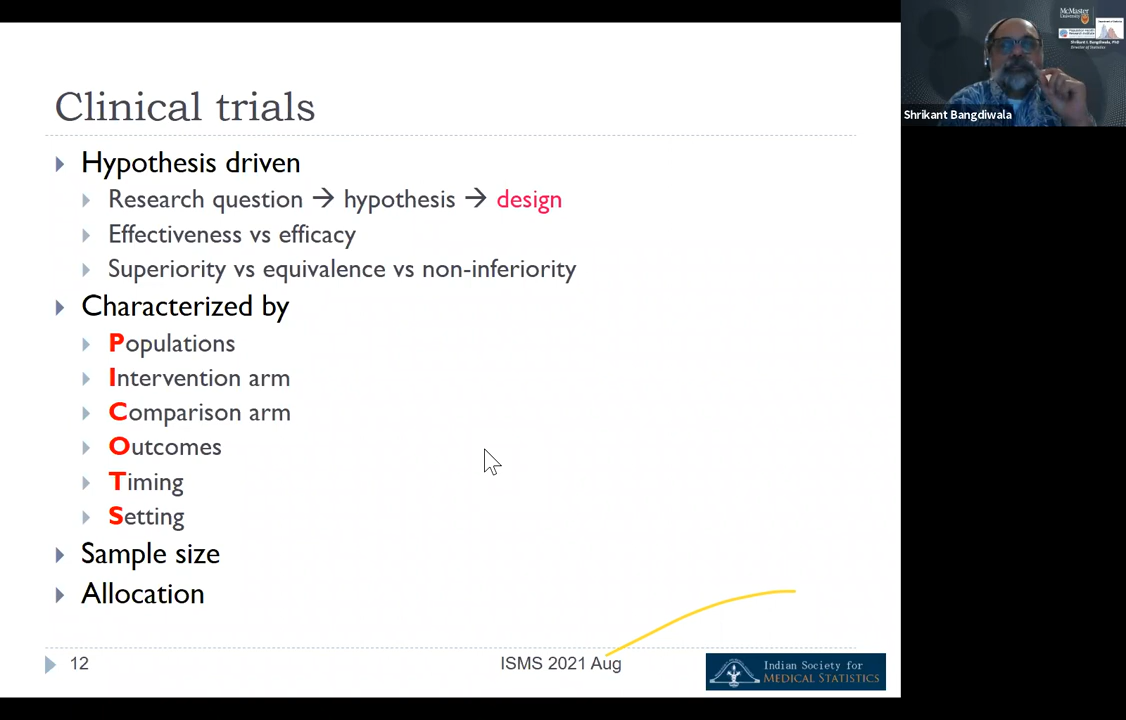 Clinical trials
Hypothesis driven
Research question → hypothesis → design
Effectiveness vs efficacy
Superiority vs equivalence vs non-inferiority
Characterized by
Populations
Intervention arm
Comparison arm
Outcomes
Timing
Setting
Sample size
Allocation
12
ISMS 2021 Aug
Indian Society for
MEDICAL STATISTICS
McMaster
University
Shrikant Bangdiwala